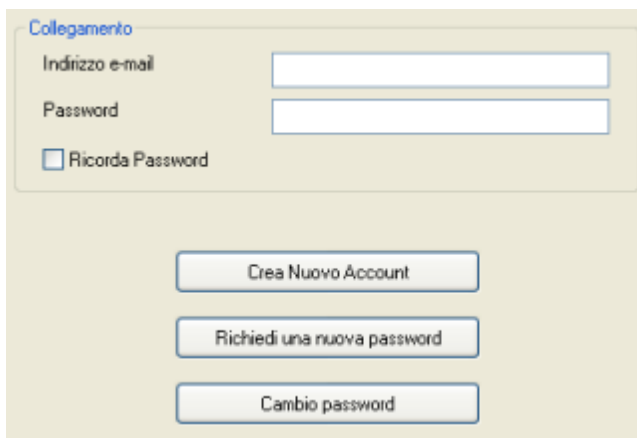 Collegamento
Indirizzo e-mail
Password
Ricorda Password
Crea Nuovo Account
Richiedi una nuova password
Cambio password